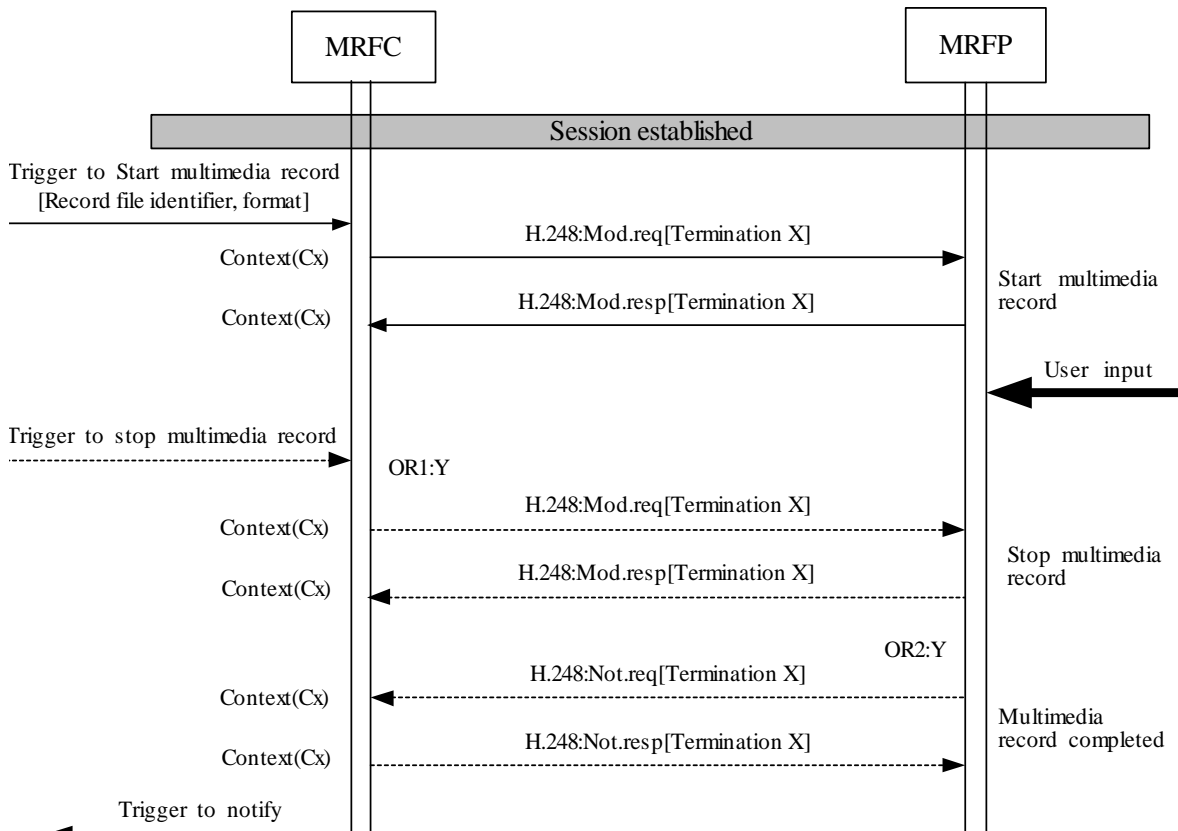 MRFC
MRFP
Session established
Trigger to Start multimedia record
[Record file identifier, format]
H.248:Mod.req[Termination X]
Context(Cx)
Start multimedia
record
H.248:Mod.resp[Termination X]
Context(Cx)
User input
Trigger to stop multimedia record
OR1:Y
H.248:Mod.req[Termination X]
Context(Cx)
Stop multimedia
record
H.248:Mod.resp[Termination X]
Context(Cx)
OR2:Y
H.248:Not.req[Termination X]
Context(Cx)
Multimedia
record completed
H.248:Not.resp[Termination X]
Context(Cx)
Trigger to notify